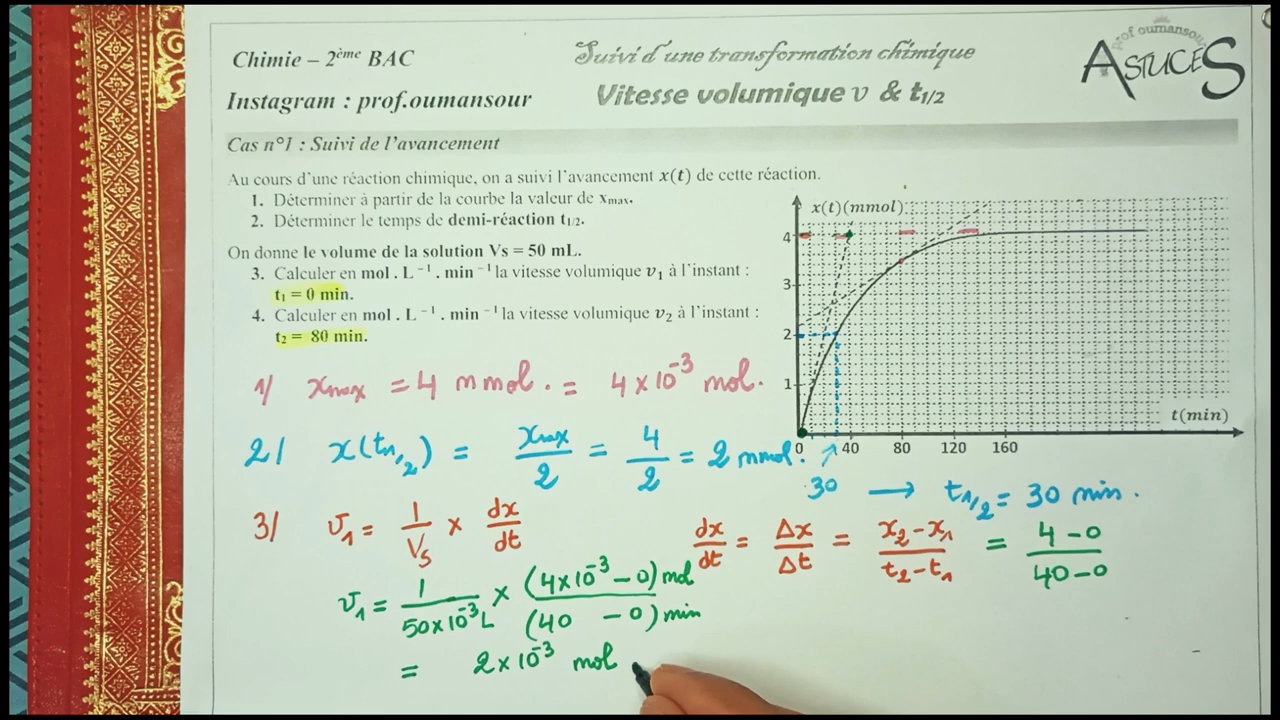 Chimie – 2ème BAC
Suivi d'une transformation chimique
prof oumansour
ASTUCES
Instagram : prof.oumansour
Vitesse volumique v & t1/2
Cas n°1 : Suivi de l'avancement
Au cours d'une réaction chimique, on a suivi l'avancement x(t) de cette réaction.
1. Déterminer à partir de la courbe la valeur de xmax.
2. Déterminer le temps de demi-réaction t1/2.
On donne le volume de la solution Vs = 50 mL.
3. Calculer en mol . L⁻¹ . min⁻¹ la vitesse volumique v₁ à l'instant :
t₁ = 0 min.
4. Calculer en mol . L⁻¹ . min⁻¹ la vitesse volumique v₂ à l'instant :
t₂ = 80 min.
x(t)(mmol)
4
3
2
1
t(min)
0 40 80 120 160
1/ xmax = 4 mmol. = 4×10⁻³ mol.
2/ x(t1/2) = xmax/2 = 4/2 = 2 mmol.
30 → t1/2 = 30 min.
3/ v₁ = 1/Vs × dx/dt
dx/dt = Δx/Δt = x₂-x₁/t₂-t₁ = 4-0/40-0
v₁ = 1/50×10⁻³L × (4×10⁻³-0)mol/(40-0)min
= 2×10⁻³ mol